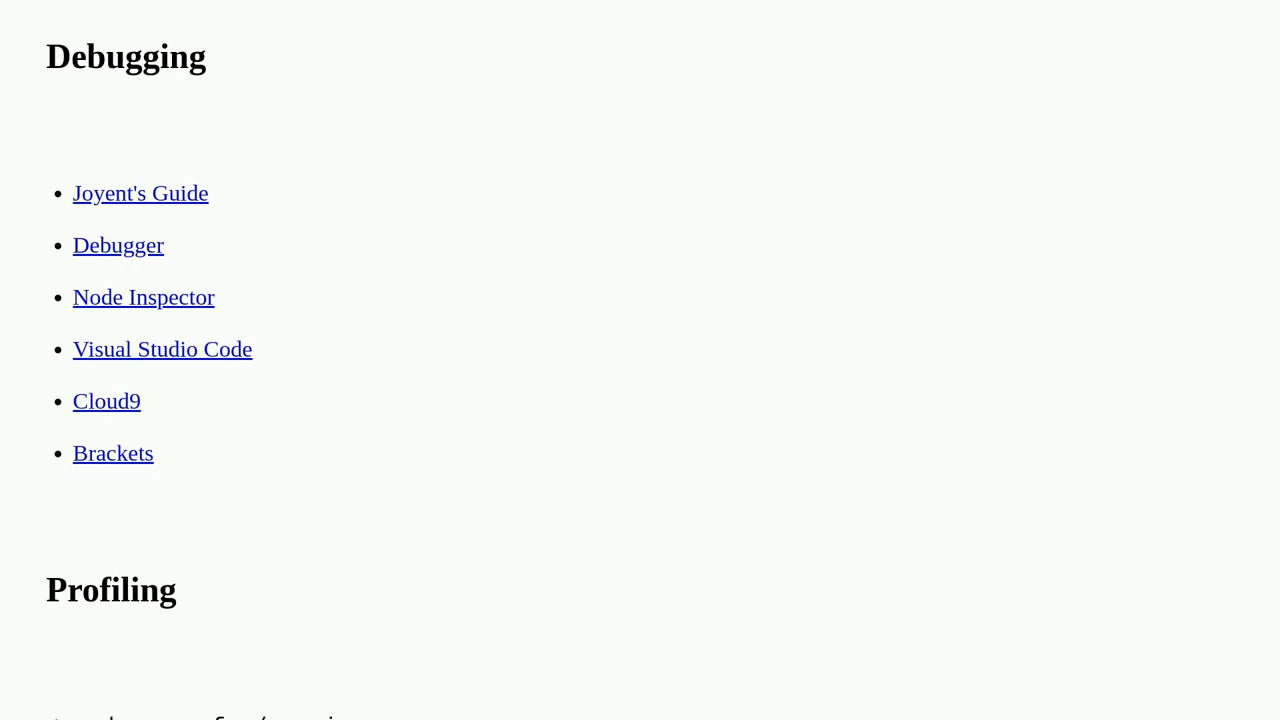 Debugging
Joyent's Guide
Debugger
Node Inspector
Visual Studio Code
Cloud9
Brackets
Profiling